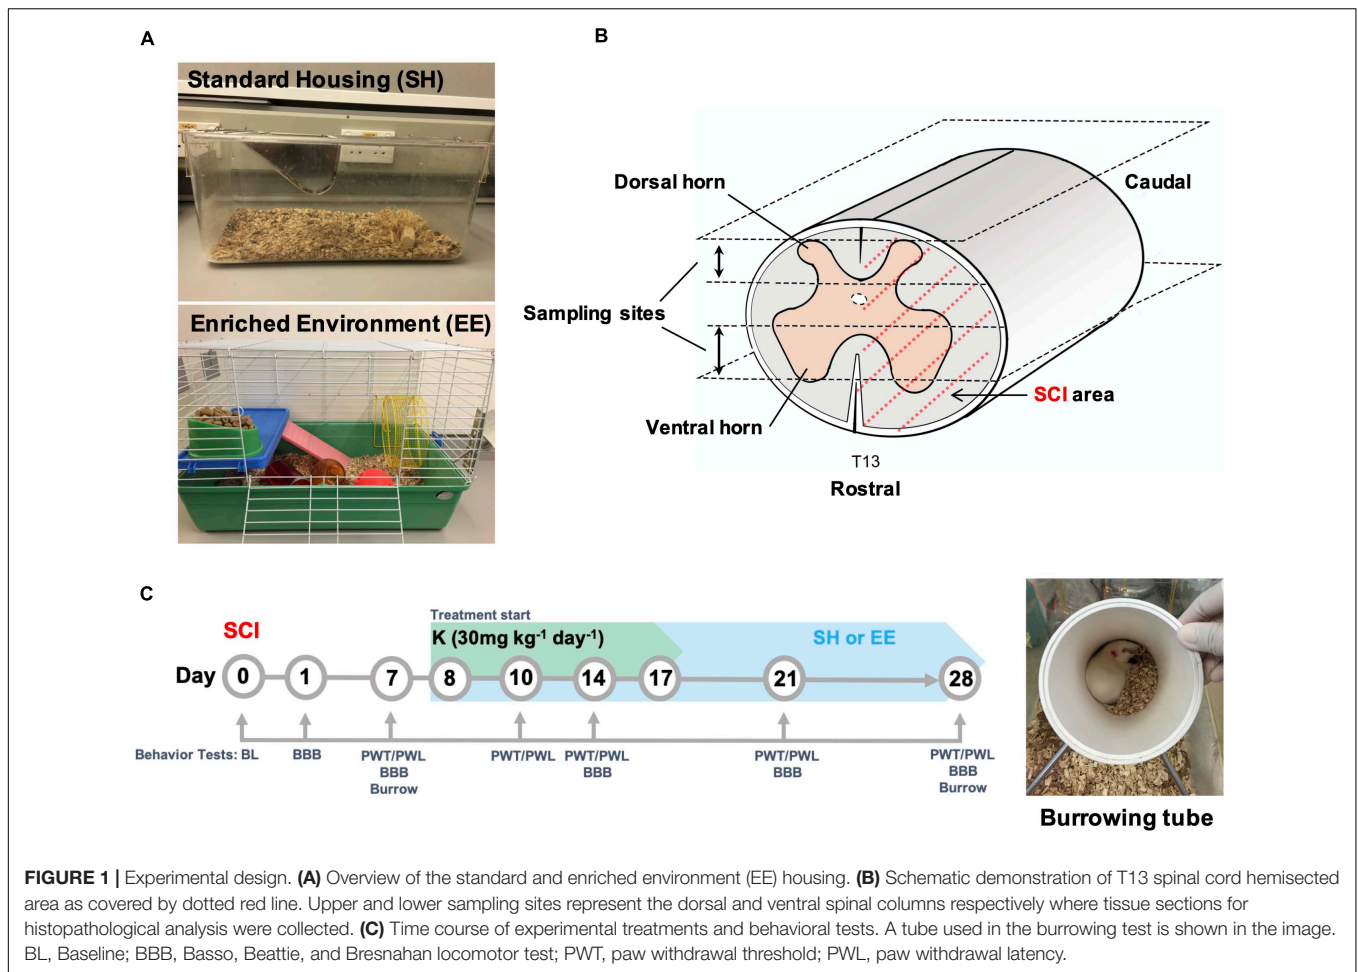 A
Standard Housing (SH)
Enriched Environment (EE)
B
Dorsal horn
Caudal
Sampling sites
SCI area
Ventral horn
T13
Rostral
C
Treatment start
SCI
K (30mg kg⁻¹ day⁻¹)
SH or EE
Day 0 1 7 8 10 14 17 21 28
Behavior Tests: BL BBB PWT/PWL PWT/PWL PWT/PWL PWT/PWL PWT/PWL
BBB BBB BBB BBB
Burrow Burrow
Burrowing tube
FIGURE 1 | Experimental design. (A) Overview of the standard and enriched environment (EE) housing. (B) Schematic demonstration of T13 spinal cord hemisected
area as covered by dotted red line. Upper and lower sampling sites represent the dorsal and ventral spinal columns respectively where tissue sections for
histopathological analysis were collected. (C) Time course of experimental treatments and behavioral tests. A tube used in the burrowing test is shown in the image.
BL, Baseline; BBB, Basso, Beattie, and Bresnahan locomotor test; PWT, paw withdrawal threshold; PWL, paw withdrawal latency.